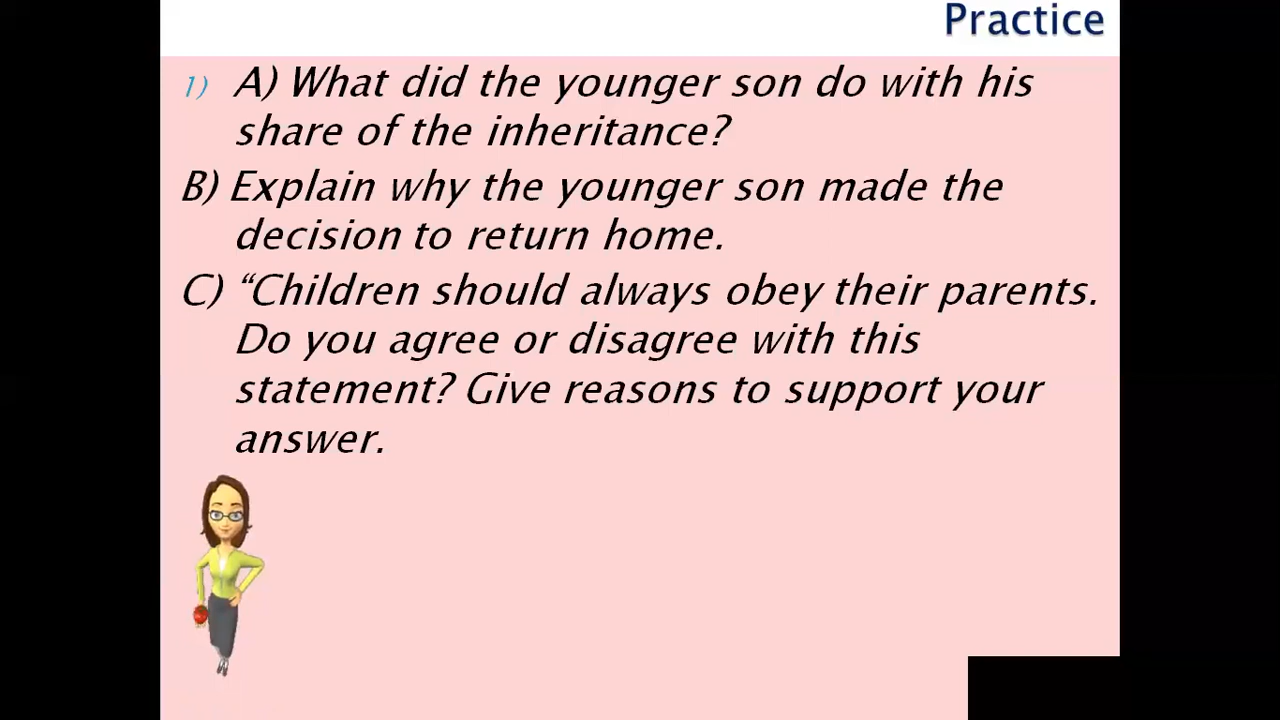 Practice
1) A) What did the younger son do with his
share of the inheritance?
B) Explain why the younger son made the
decision to return home.
C) “Children should always obey their parents.
Do you agree or disagree with this
statement? Give reasons to support your
answer.